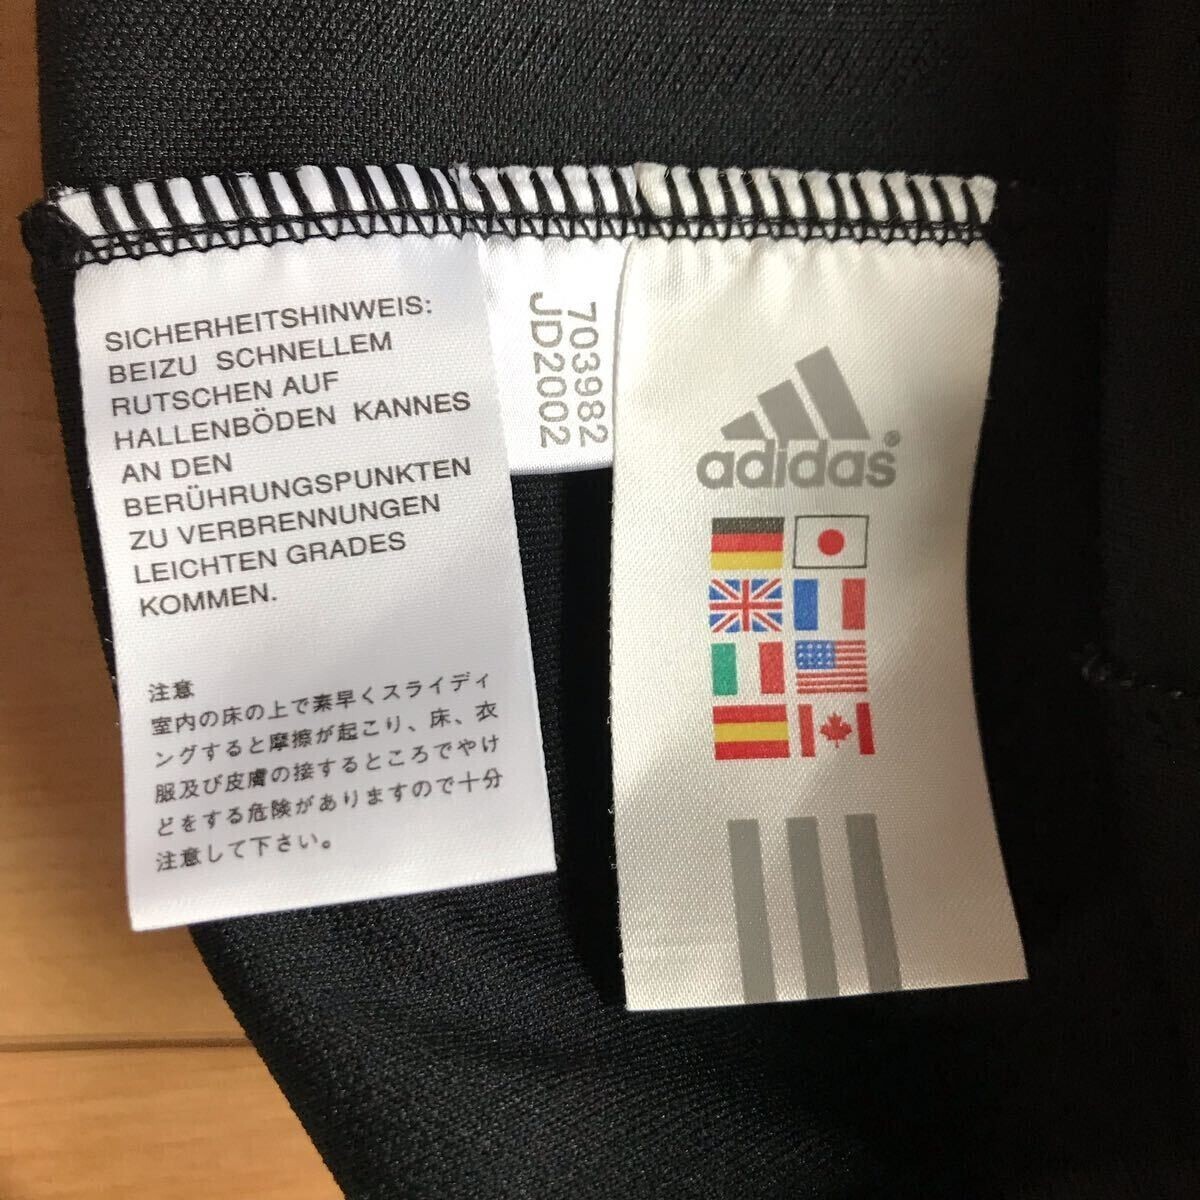 SICHERHEITSHINWEIS:
BEIZU SCHNELLEM
RUTSCHEN AUF
HALLENBÖDEN KANNES
AN DEN
BERÜHRUNGSPUNKTEN
ZU VERBRENNUNGEN
LEICHTEN GRADES
KOMMEN.
注意
室内の床の上で素早くスライディ
ングすると摩擦が起こり、床、衣
服及び皮膚の接するところでやけ
どをする危険がありますので十分
注意して下さい。
703982
JD2002
adidas®